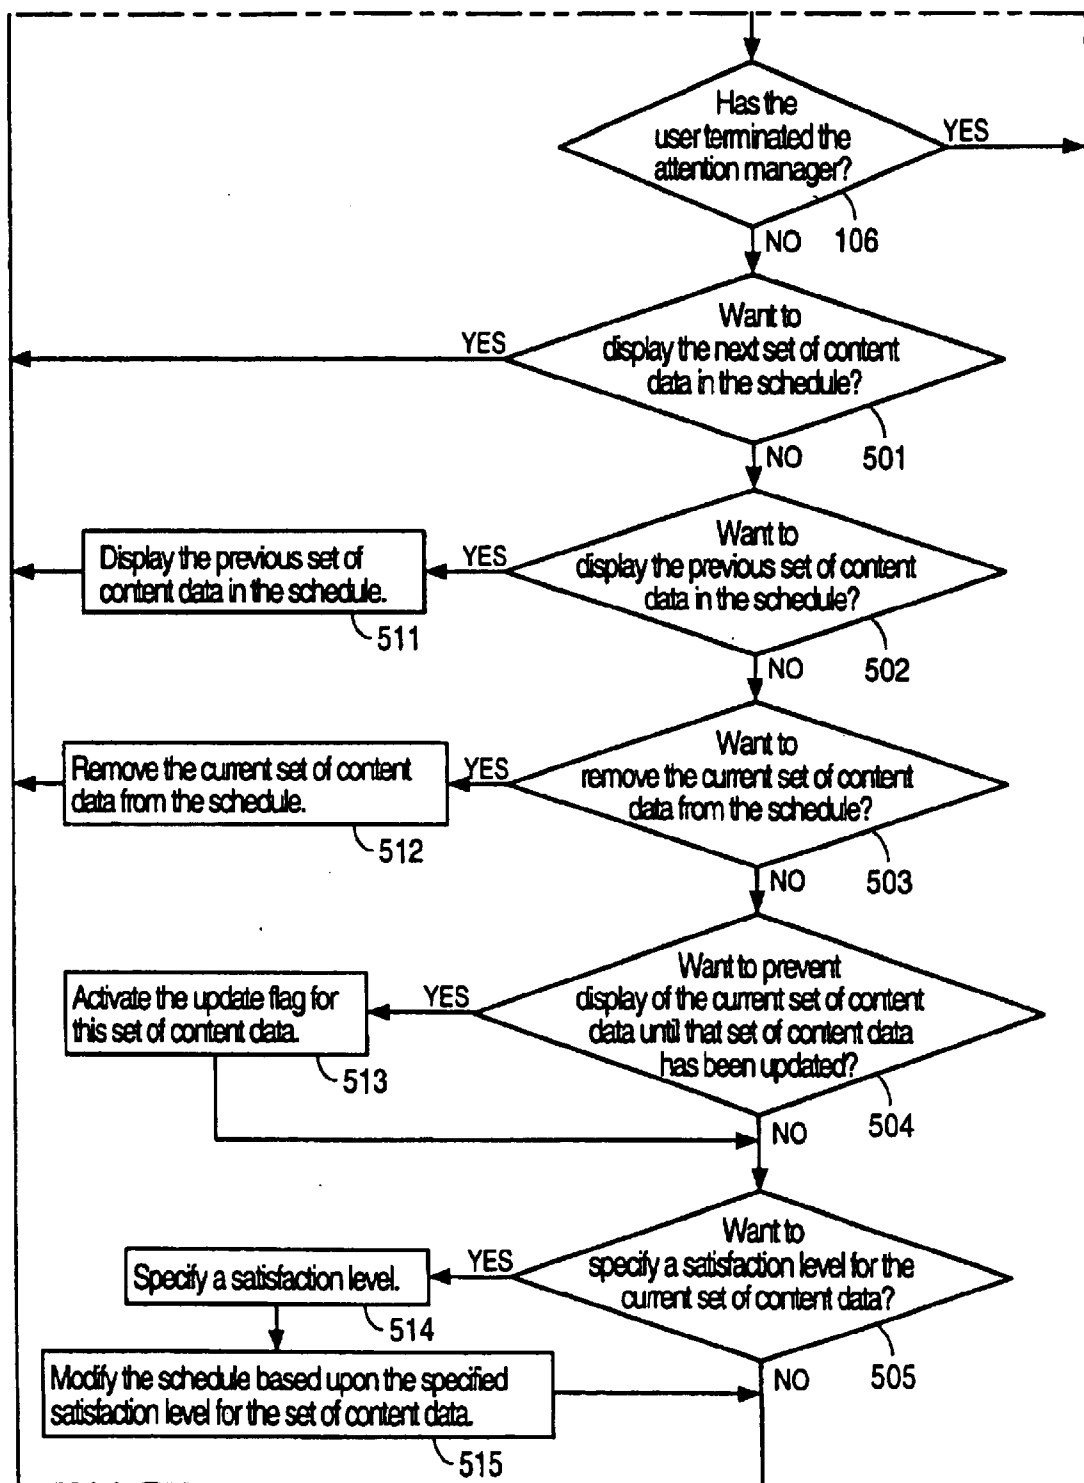 Has the
user terminated the
attention manager?
YES
106
NO
Want to
display the next set of content
data in the schedule?
YES
501
NO
Want to
display the previous set of content
data in the schedule?
YES
Display the previous set of
content data in the schedule.
511
502
NO
Want to
remove the current set of content
data from the schedule?
YES
Remove the current set of content
data from the schedule.
512
503
NO
Want to prevent
display of the current set of content
data until that set of content data
has been updated?
YES
Activate the update flag for
this set of content data.
513
504
NO
Want to
specify a satisfaction level for the
current set of content data?
YES
Specify a satisfaction level.
514
505
NO
Modify the schedule based upon the specified
satisfaction level for the set of content data.
515